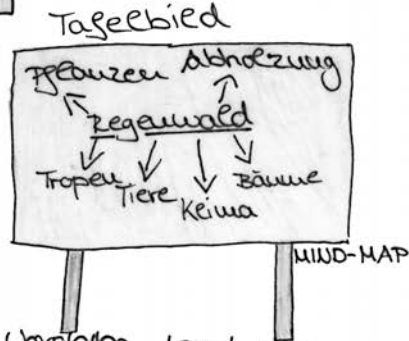 Tafelbild
Pflanzen Abholzung
Regenwald
Tropen Tiere Klima Bäume
MIND-MAP